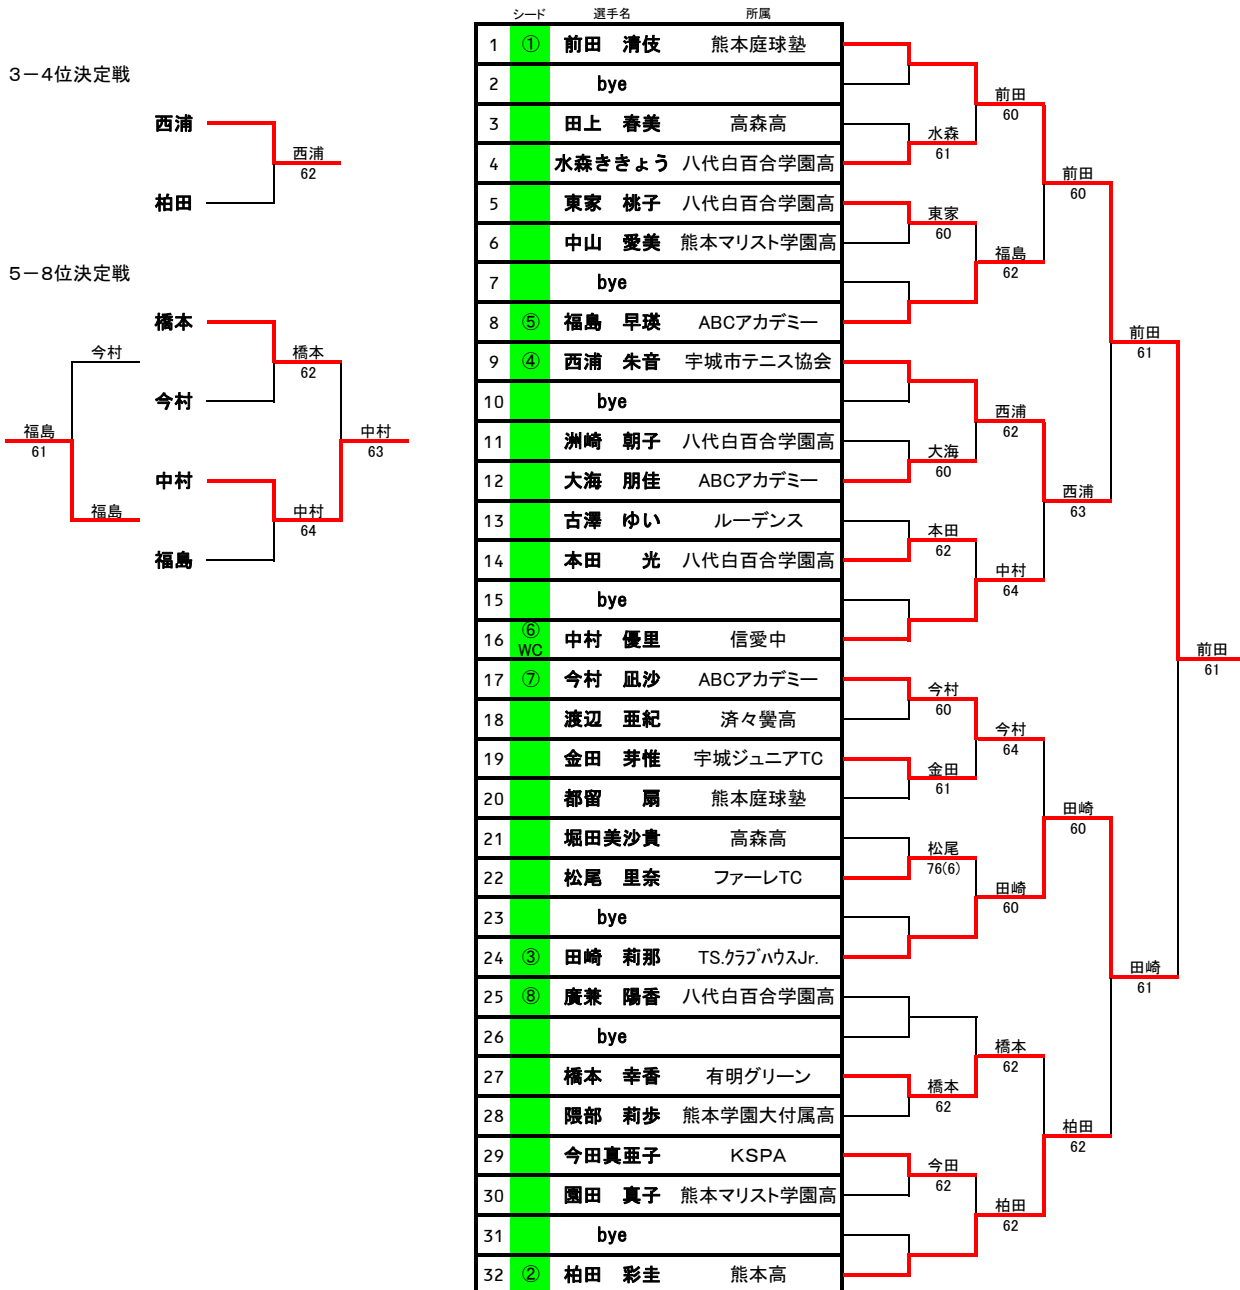 シード 選手名 所属
1 ① 前田 清伎 熊本庭球塾
2 bye
3 田上 春美 高森高
4 水森ききょう 八代白百合学園高
5 東家 桃子 八代白百合学園高
6 中山 愛美 熊本マリスト学園高
7 bye
8 ⑤ 福島 早瑛 ABCアカデミー
9 ④ 西浦 朱音 宇城市テニス協会
10 bye
11 洲崎 朝子 八代白百合学園高
12 大海 朋佳 ABCアカデミー
13 古澤 ゆい ルーデンス
14 本田 光 八代白百合学園高
15 bye
16 ⑥ WC 中村 優里 信愛中
17 ⑦ 今村 凪沙 ABCアカデミー
18 渡辺 亜紀 済々黌高
19 金田 芽惟 宇城ジュニアTC
20 都留 扇 熊本庭球塾
21 堀田美沙貴 高森高
22 松尾 里奈 ファーレTC
23 bye
24 ③ 田崎 莉那 TS.クラブハウスJr.
25 ⑧ 廣兼 陽香 八代白百合学園高
26 bye
27 橋本 幸香 有明グリーン
28 隈部 莉歩 熊本学園大付属高
29 今田真亜子 KSPA
30 園田 真子 熊本マリスト学園高
31 bye
32 ② 柏田 彩圭 熊本高
水森
61
東家
60
大海
60
本田
62
今村
60
金田
61
松尾
76(6)
橋本
62
今田
62
前田
60
福島
62
西浦
62
中村
64
今村
64
田崎
60
橋本
62
柏田
62
前田
60
西浦
63
田崎
60
柏田
62
前田
61
田崎
61
前田
61
3－4位決定戦
西浦
柏田
西浦
62
5－8位決定戦
橋本
今村
中村
福島
橋本
62
中村
64
中村
63
今村
福島
福島
61